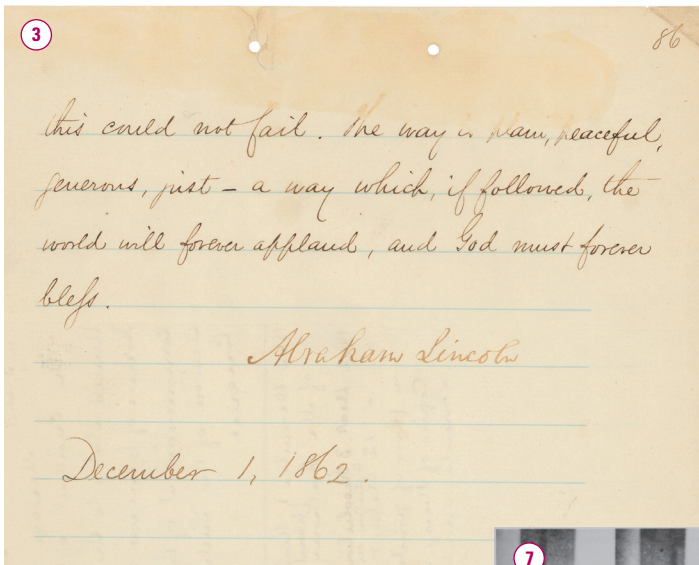 3
86
this could not fail. The way is plain, peaceful,
generous, just – a way which, if followed, the
world will forever applaud, and God must forever
bless.
Abraham Lincoln
December 1, 1862.
7